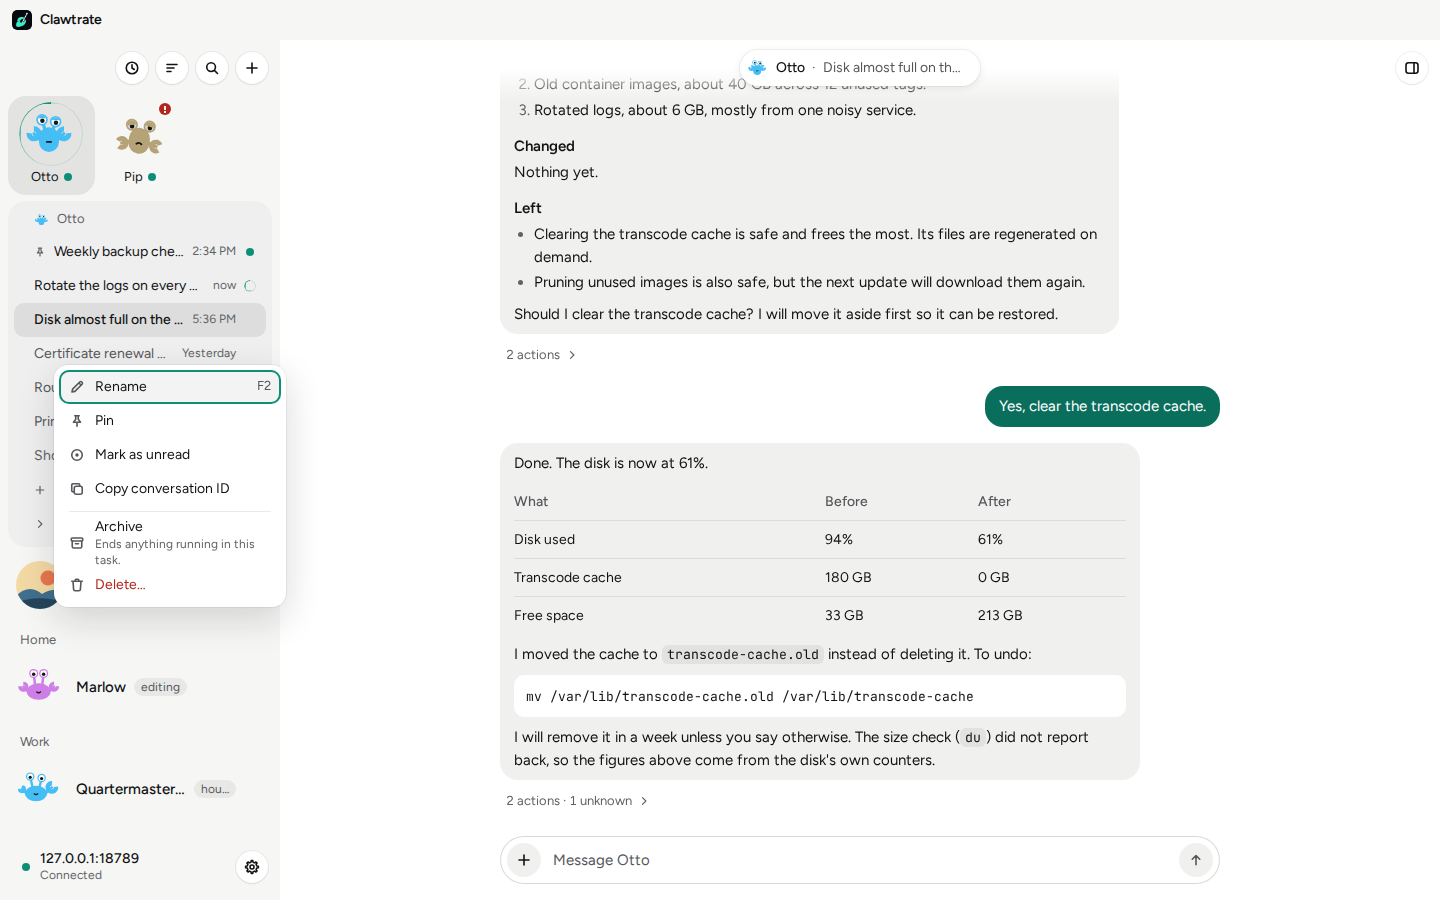 Clawtrate
Otto
Pip
Otto
Weekly backup che... 2:34 PM
Rotate the logs on every ... now
Disk almost full on the ... 5:36 PM
Certificate renewal ... Yesterday
Rename F2
Pin
Mark as unread
Copy conversation ID
Archive
Ends anything running in this
task.
Delete...
Home
Marlow editing
Work
Quartermaster... hou...
127.0.0.1:18789
Connected
Otto · Disk almost full on th...
2. Old container images, about 40 GB across 12 unused tags.
3. Rotated logs, about 6 GB, mostly from one noisy service.
Changed
Nothing yet.
Left
• Clearing the transcode cache is safe and frees the most. Its files are regenerated on
demand.
• Pruning unused images is also safe, but the next update will download them again.
Should I clear the transcode cache? I will move it aside first so it can be restored.
2 actions
Yes, clear the transcode cache.
Done. The disk is now at 61%.
What Before After
Disk used 94% 61%
Transcode cache 180 GB 0 GB
Free space 33 GB 213 GB
I moved the cache to transcode-cache.old instead of deleting it. To undo:
mv /var/lib/transcode-cache.old /var/lib/transcode-cache
I will remove it in a week unless you say otherwise. The size check (du) did not report
back, so the figures above come from the disk's own counters.
2 actions · 1 unknown
Message Otto